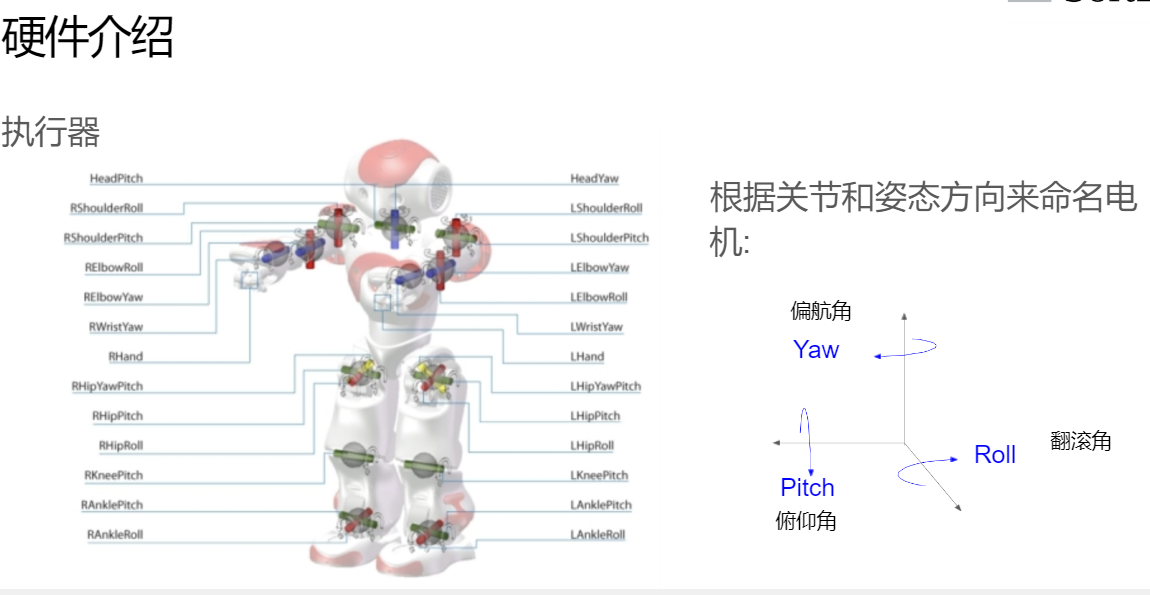 硬件介绍
执行器
HeadPitch
RShoulderRoll
RShoulderPitch
RElbowRoll
RElbowYaw
RWristYaw
RHand
RHipYawPitch
RHipPitch
RHipRoll
RKneePitch
RAnklePitch
RAnkleRoll
HeadYaw
LShoulderRoll
LShoulderPitch
LElbowYaw
LElbowRoll
LWristYaw
LHand
LHipYawPitch
LHipPitch
LHipRoll
LKneePitch
LAnklePitch
LAnkleRoll
根据关节和姿态方向来命名电
机:
偏航角
Yaw
翻滚角
Roll
Pitch
俯仰角